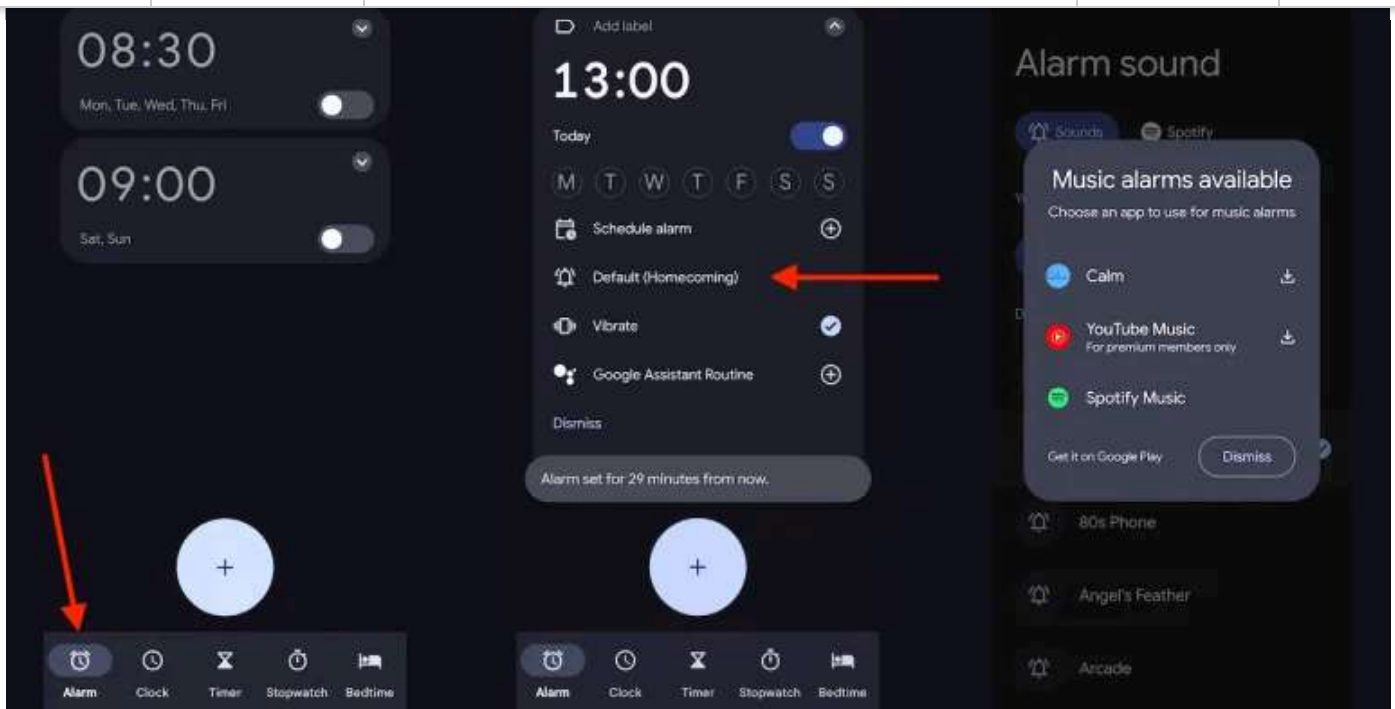 08:30
Mon, Tue, Wed, Thu, Fri
09:00
Sat, Sun
Alarm
Clock
Timer
Stopwatch
Bedtime
Add label
13:00
Today
M T W T F S S
Schedule alarm
Default (Homecoming)
Vibrate
Google Assistant Routine
Dismiss
Alarm set for 29 minutes from now.
Alarm
Clock
Timer
Stopwatch
Bedtime
Alarm sound
Sounds
Spotify
Music alarms available
Choose an app to use for music alarms
Calm
YouTube Music
For premium members only
Spotify Music
Get it on Google Play
Dismiss
80s Phone
Angel's Feather
Arcade